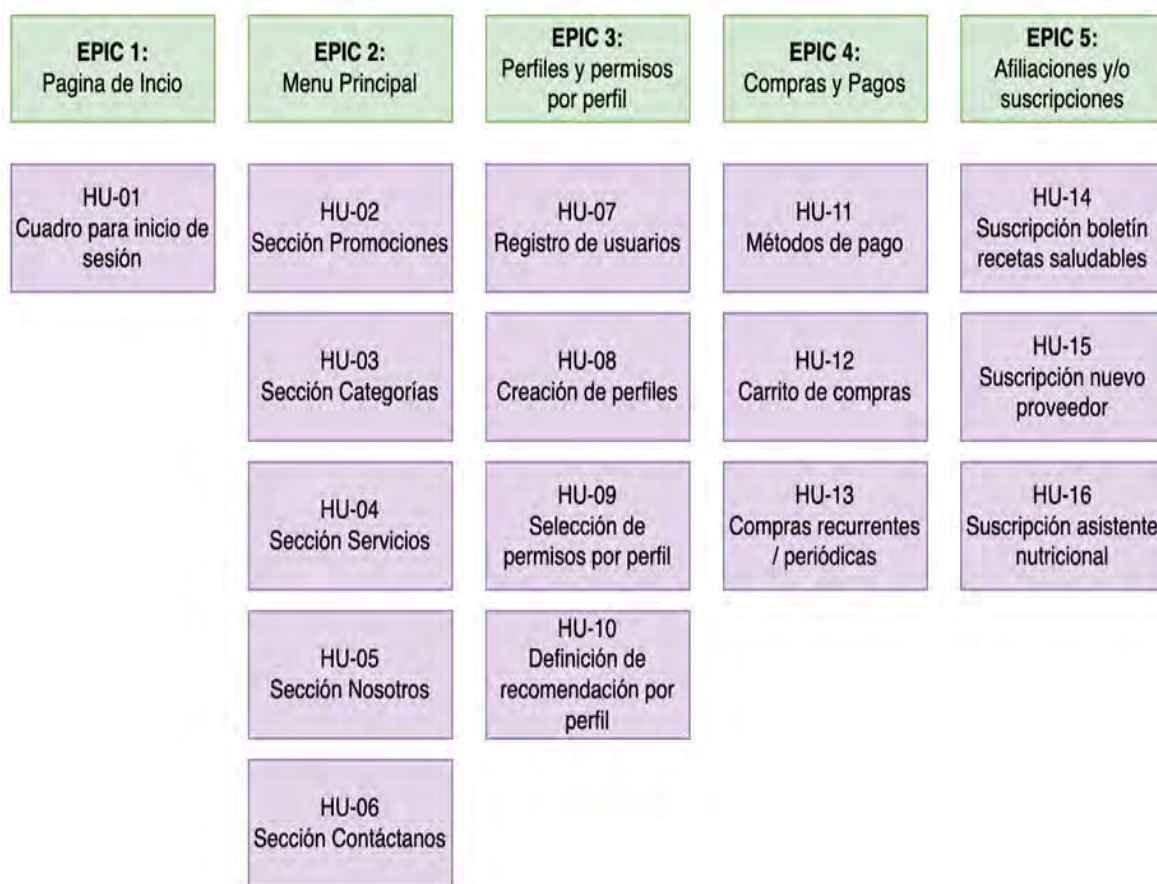 EPIC 1:
Pagina de Incio
EPIC 2:
Menu Principal
EPIC 3:
Perfiles y permisos
por perfil
EPIC 4:
Compras y Pagos
EPIC 5:
Afiliaciones y/o
suscripciones
HU-01
Cuadro para inicio de
sesión
HU-02
Sección Promociones
HU-07
Registro de usuarios
HU-11
Métodos de pago
HU-14
Suscripción boletín
recetas saludables
HU-03
Sección Categorías
HU-08
Creación de perfiles
HU-12
Carrito de compras
HU-15
Suscripción nuevo
proveedor
HU-04
Sección Servicios
HU-09
Selección de
permisos por perfil
HU-13
Compras recurrentes
/ periódicas
HU-16
Suscripción asistente
nutricional
HU-05
Sección Nosotros
HU-10
Definición de
recomendación por
perfil
HU-06
Sección Contáctanos